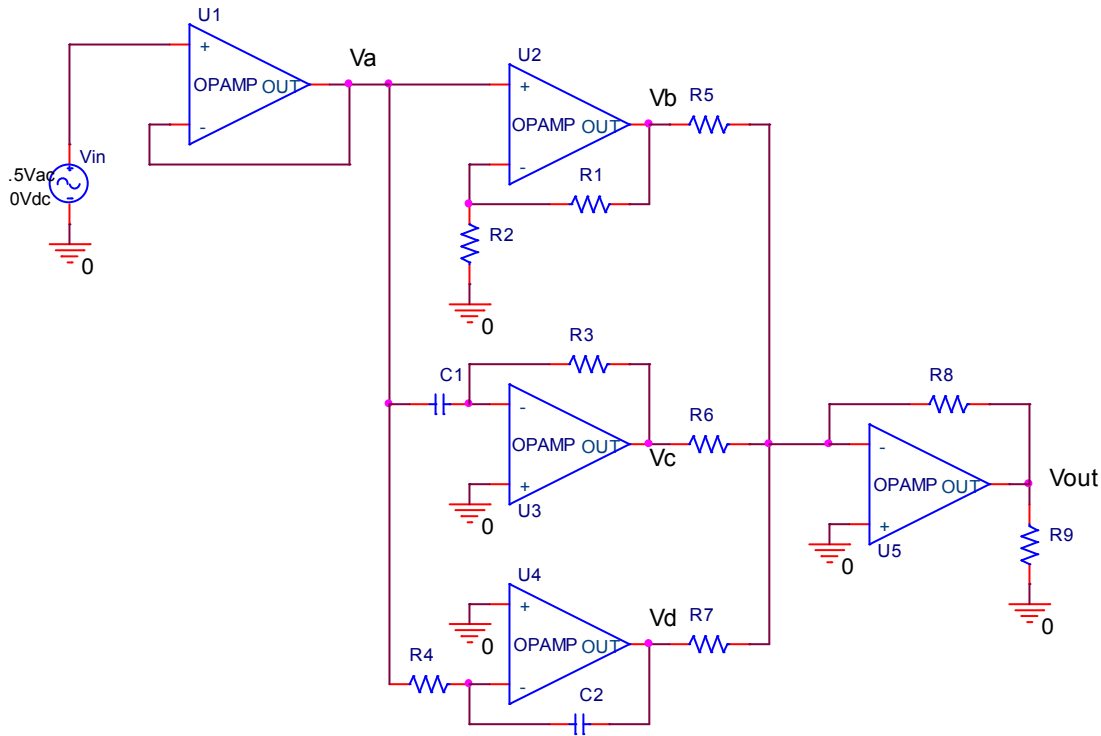 U1
+
OPAMP OUT
-
Va
Vin
.5Vac
0Vdc
+
-
0
U2
+
OPAMP OUT
-
Vb
R5
R1
R2
0
R3
C1
-
OPAMP OUT
+
U3
0
Vc
R6
R8
-
OPAMP OUT
+
U5
0
Vout
R9
0
U4
+
OPAMP OUT
-
0
Vd
R7
R4
C2